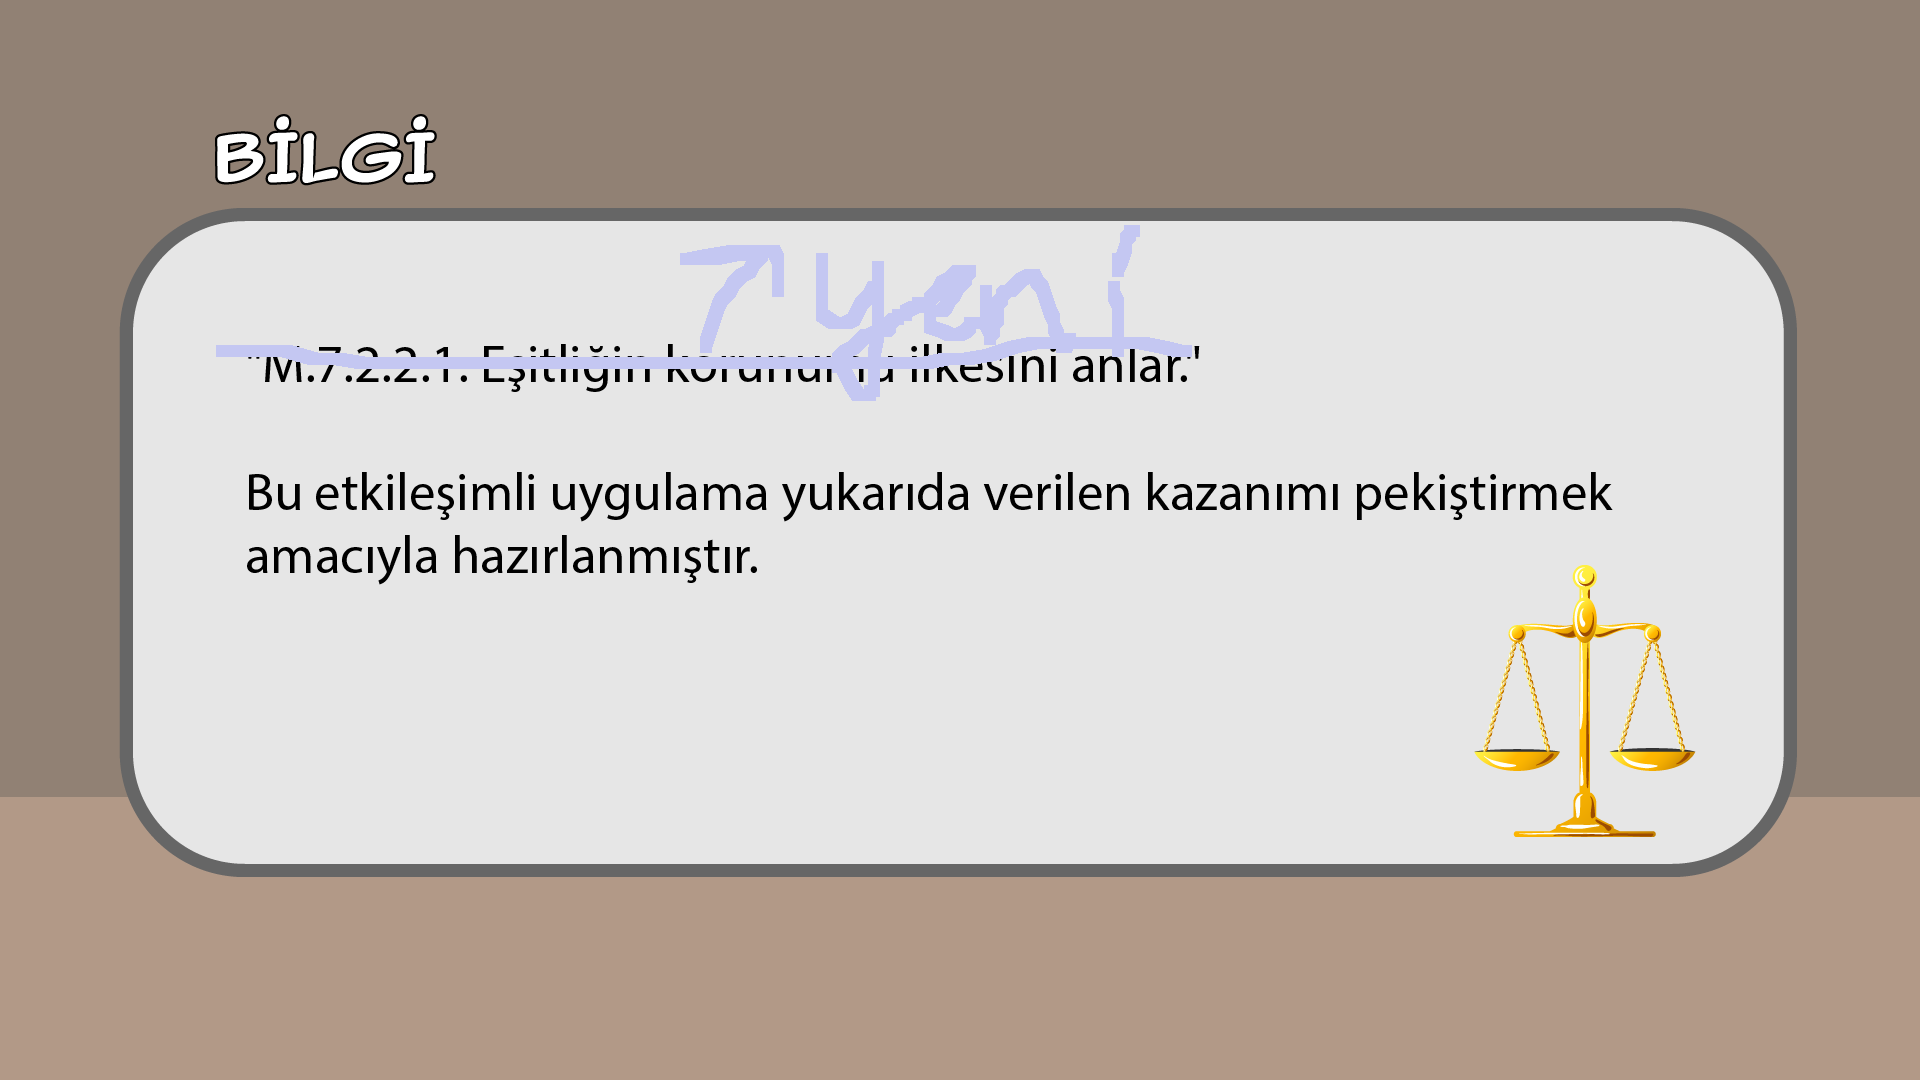 BİLGİ
yeni
"M.7.2.2.1. Eşitliğin korunumu ilkesini anlar."
Bu etkileşimli uygulama yukarıda verilen kazanımı pekiştirmek
amacıyla hazırlanmıştır.